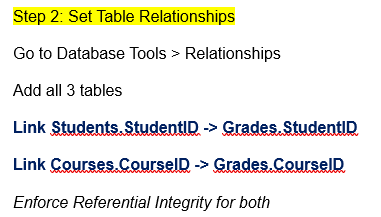 Step 2: Set Table Relationships
Go to Database Tools > Relationships
Add all 3 tables
Link Students.StudentID -> Grades.StudentID
Link Courses.CourseID -> Grades.CourseID
Enforce Referential Integrity for both